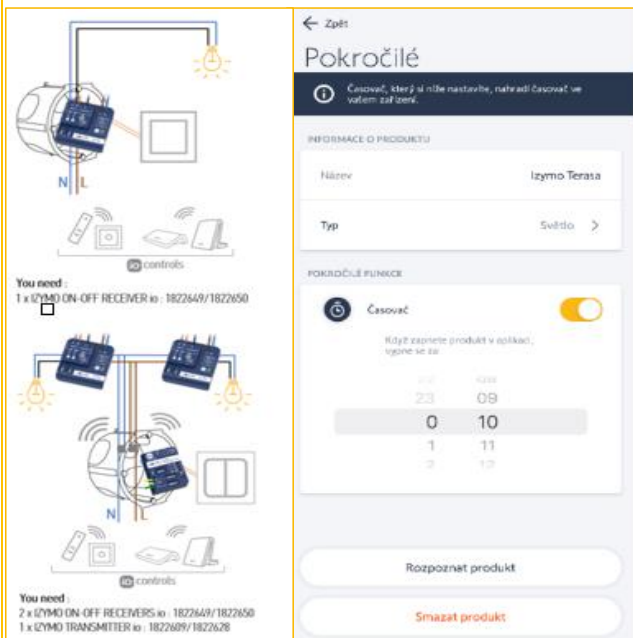 N L
io controls
You need :
1 x IZYMO ON-OFF RECEIVER io : 1822649/1822650
N L
io controls
You need :
2 x IZYMO ON-OFF RECEIVERS io : 1822649/1822650
1 x IZYMO TRANSMITTER io : 1822609/1822628
Zpět
Pokročilé
Časovač, který si níže nastavíte, nahradí časovač ve
vašem zařízení.
INFORMACE O PRODUKTU
Název Izymo Terasa
Typ Světlo
POKROČILÉ FUNKCE
Časovač
Když zapnete produkt v aplikaci,
vypne se za
23 09
0 10
1 11
2 12
Rozpoznat produkt
Smazat produkt